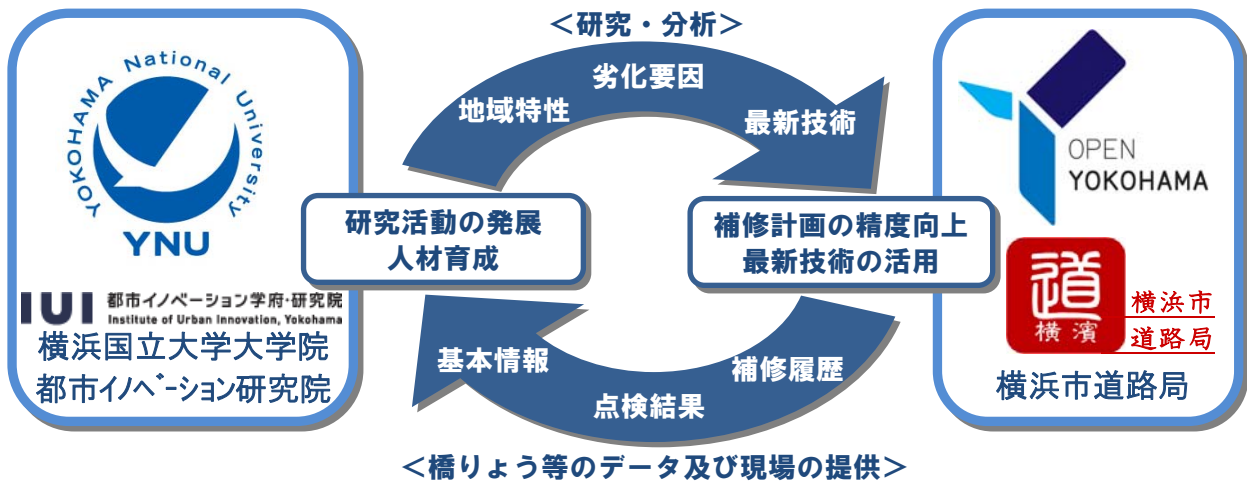 YOKOHAMA National University
YNU
IUI
都市イノベーション学府・研究院
Institute of Urban Innovation, Yokohama
横浜国立大学大学院
都市ｲﾉﾍﾞｰｼｮﾝ研究院
＜研究・分析＞
劣化要因
地域特性
最新技術
研究活動の発展
人材育成
補修計画の精度向上
最新技術の活用
基本情報
補修履歴
点検結果
＜橋りょう等のデータ及び現場の提供＞
OPEN
YOKOHAMA
道
横濱
横浜市
道路局
横浜市道路局